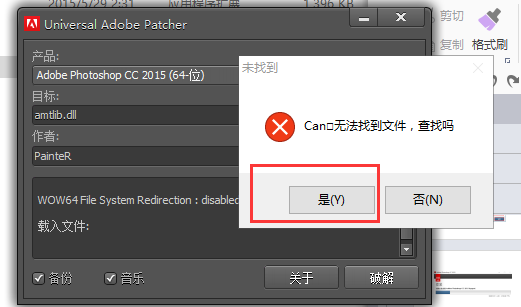 2015/5/29 2:31
1,396 KB
剪切
复制
格式刷
Universal Adobe Patcher
产品:
Adobe Photoshop CC 2015 (64-位)
目标:
amtlib.dll
作者:
PainteR
WOW64 File System Redirection : disabled
载入文件:
备份
音乐
关于
破解
未找到
Can□无法找到文件，查找吗
是(Y)
否(N)